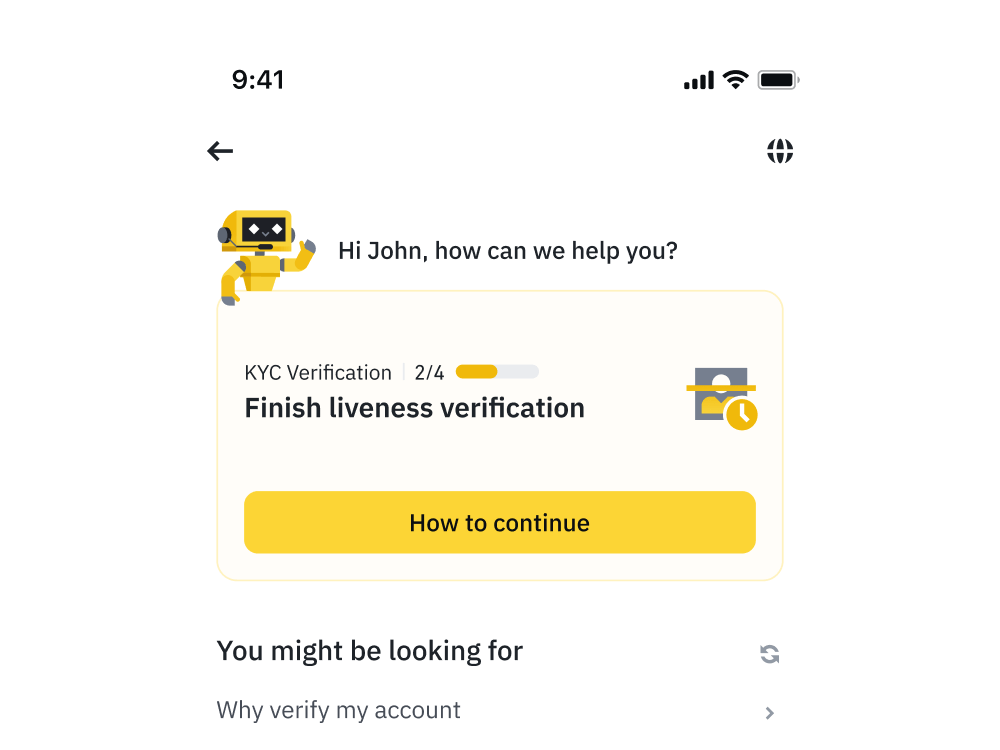 9:41
Hi John, how can we help you?
KYC Verification 2/4
Finish liveness verification
How to continue
You might be looking for
Why verify my account